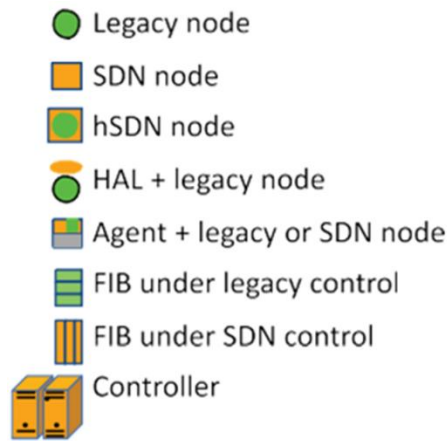 Legacy node
SDN node
hSDN node
HAL + legacy node
Agent + legacy or SDN node
FIB under legacy control
FIB under SDN control
Controller